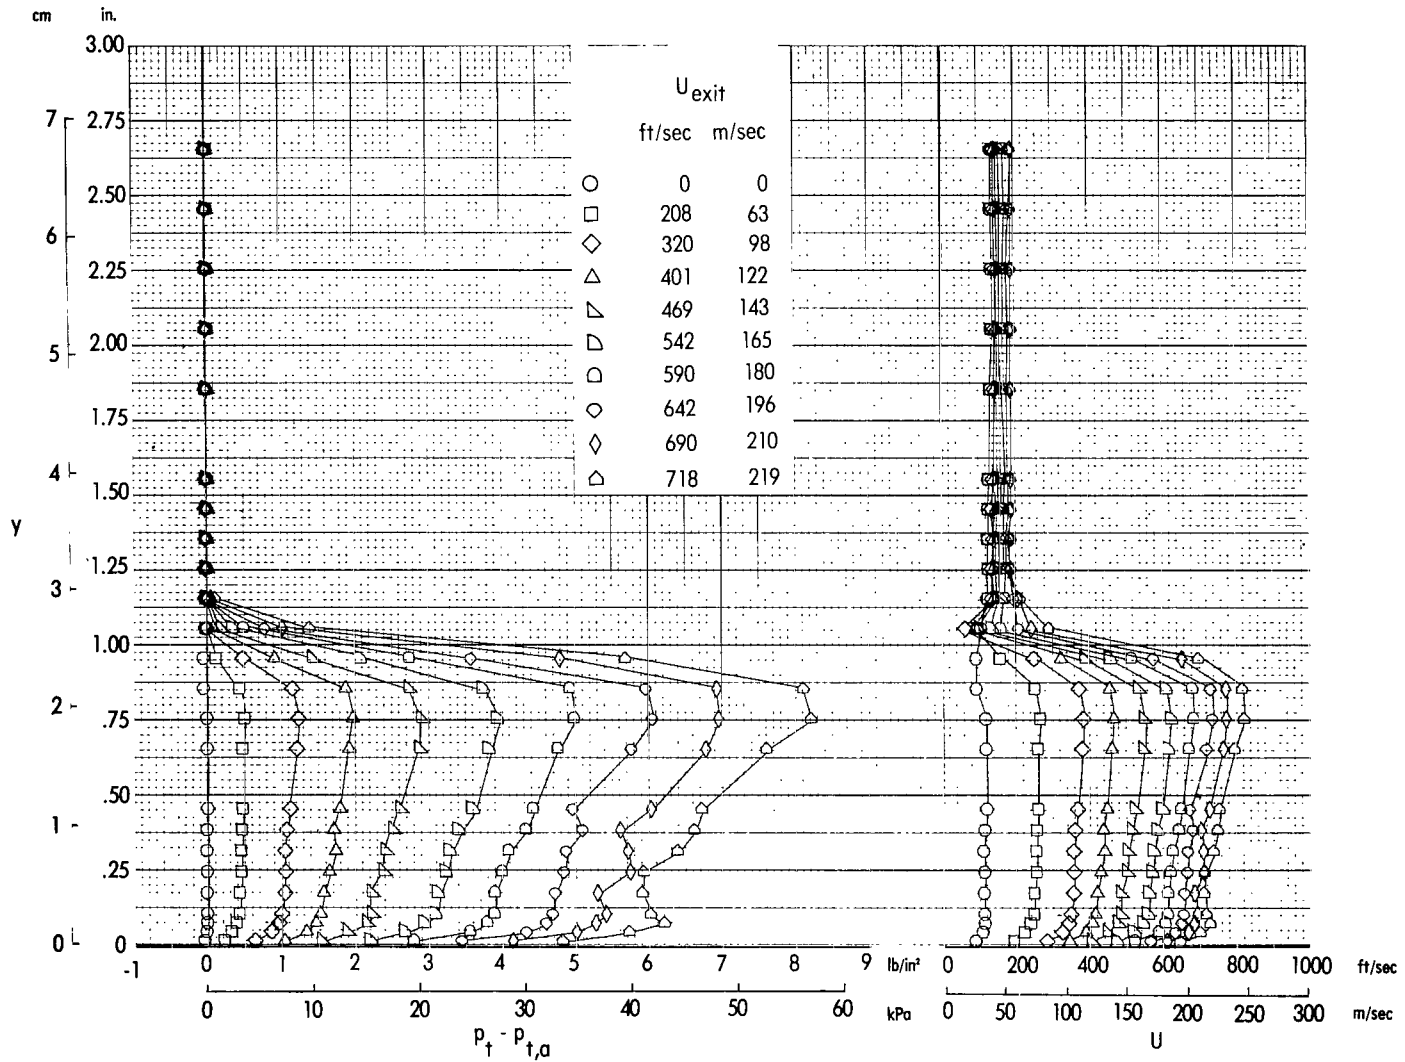 cm in.
3.00
7 2.75
2.50
6
2.25
2.00
5
1.75
4
1.50
y
1.25
3
1.00
2 .75
.50
1
.25
0 0
U exit
ft/sec m/sec
0 0
208 63
320 98
401 122
469 143
542 165
590 180
642 196
690 210
718 219
-1 0 1 2 3 4 5 6 7 8 9 lb/in²
0 10 20 30 40 50 60 kPa
p t - p t,a
0 200 400 600 800 1000 ft/sec
0 50 100 150 200 250 300 m/sec
U